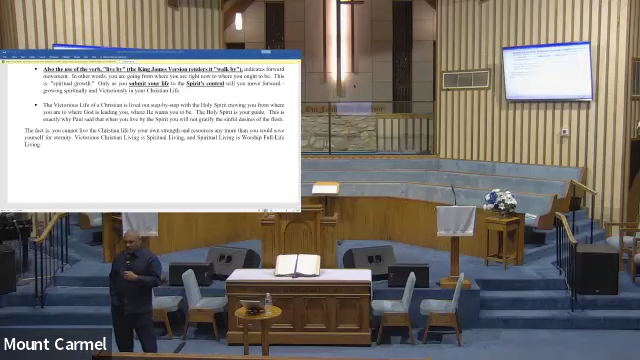 Also the use of the verb, "live by," (the King James Version renders it "walk by"), indicates forward
movement. In other words, you are going from where you are right now to where you ought to be. This
is "spiritual growth." Only as you submit your life to the Spirit's control will you move forward -
growing spiritually and Victoriously in your Christian Life.
The Victorious Life of a Christian is lived out step-by-step with the Holy Spirit moving you from where
you are to where God is leading you, where He wants you to be. The Holy Spirit is your guide. This
is exactly why Paul said that when you live by the Spirit you will not gratify the sinful desires of the flesh.
The fact is, you cannot live the Christian life by your own strength and resources any more than you could save
yourself for eternity. Victorious Christian Living is Spiritual Living, and Spiritual Living is Worship Full-Life
Living.
Mount Carmel